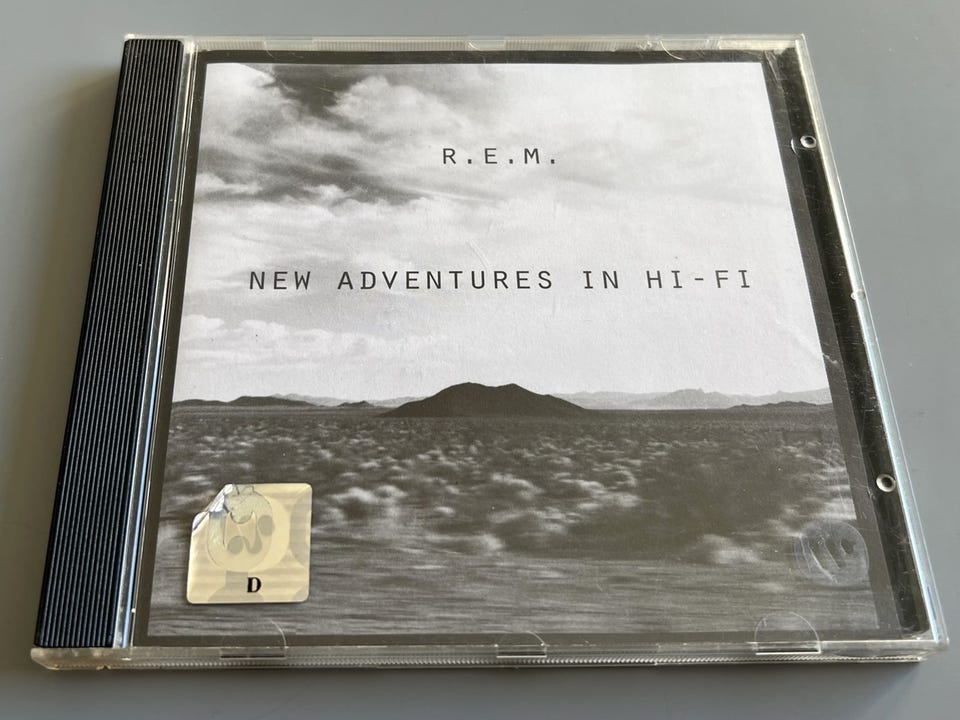 R.E.M.
NEW ADVENTURES IN HI-FI
D